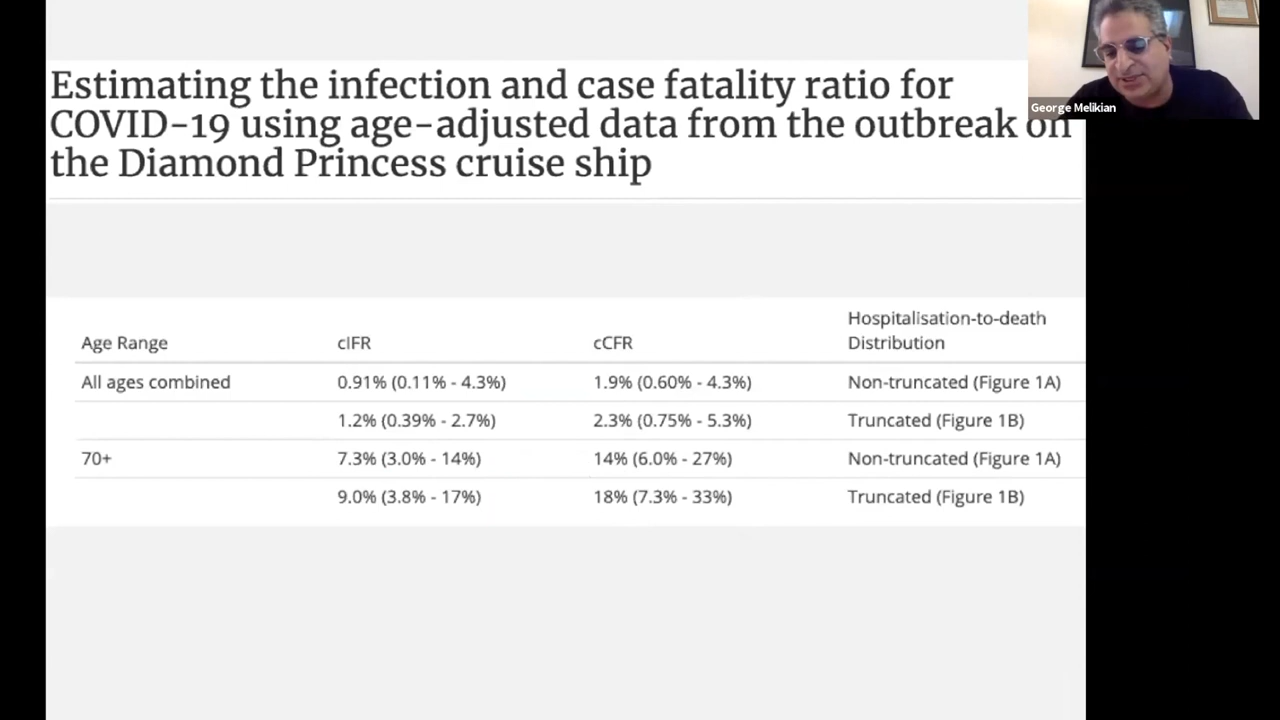 Estimating the infection and case fatality ratio for
COVID-19 using age-adjusted data from the outbreak on
the Diamond Princess cruise ship
George Melikian
Age Range cIFR cCFR Hospitalisation-to-death
Distribution
All ages combined 0.91% (0.11% - 4.3%) 1.9% (0.60% - 4.3%) Non-truncated (Figure 1A)
1.2% (0.39% - 2.7%) 2.3% (0.75% - 5.3%) Truncated (Figure 1B)
70+ 7.3% (3.0% - 14%) 14% (6.0% - 27%) Non-truncated (Figure 1A)
9.0% (3.8% - 17%) 18% (7.3% - 33%) Truncated (Figure 1B)